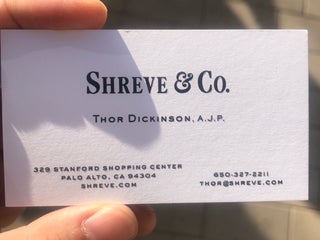 SHREVE & CO.
THOR DICKINSON, A.J.P.
329 STANFORD SHOPPING CENTER
PALO ALTO, CA 94304
SHREVE.COM
650-327-2211
THOR@SHREVE.COM